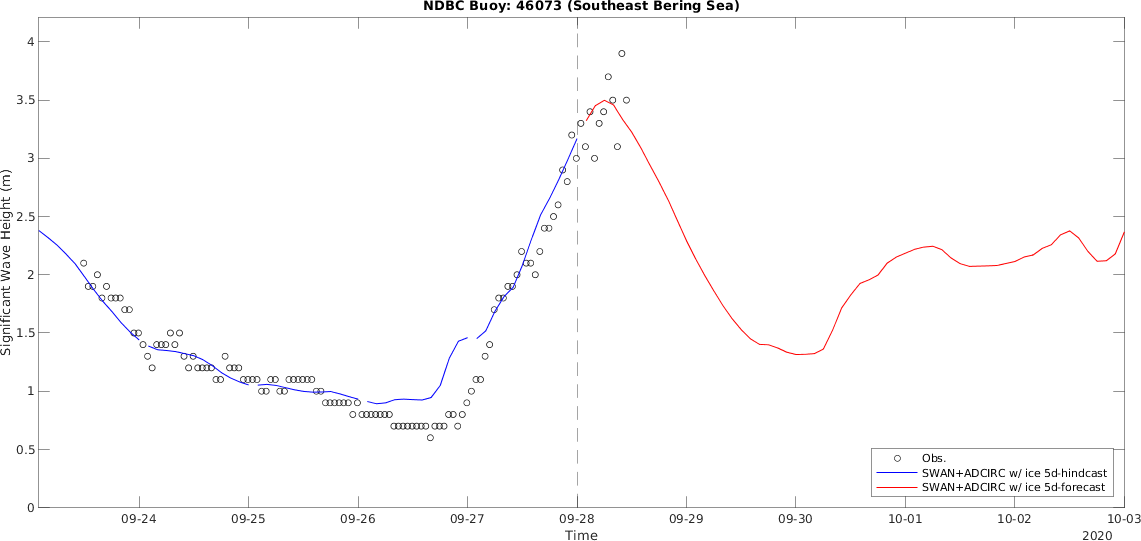 NDBC Buoy: 46073 (Southeast Bering Sea)
Significant Wave Height (m)
4
3.5
3
2.5
2
1.5
1
0.5
0
Obs.
SWAN+ADCIRC w/ ice 5d-hindcast
SWAN+ADCIRC w/ ice 5d-forecast
09-24 09-25 09-26 09-27 09-28 09-29 09-30 10-01 10-02 10-03
Time
2020